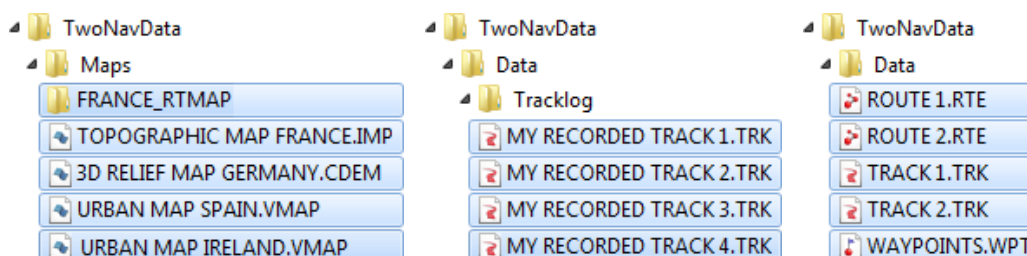 TwoNavData
Maps
FRANCE_RTMAP
TOPOGRAPHIC MAP FRANCE.IMP
3D RELIEF MAP GERMANY.CDEM
URBAN MAP SPAIN.VMAP
URBAN MAP IRELAND.VMAP
TwoNavData
Data
Tracklog
MY RECORDED TRACK 1.TRK
MY RECORDED TRACK 2.TRK
MY RECORDED TRACK 3.TRK
MY RECORDED TRACK 4.TRK
TwoNavData
Data
ROUTE 1.RTE
ROUTE 2.RTE
TRACK 1.TRK
TRACK 2.TRK
WAYPOINTS.WPT